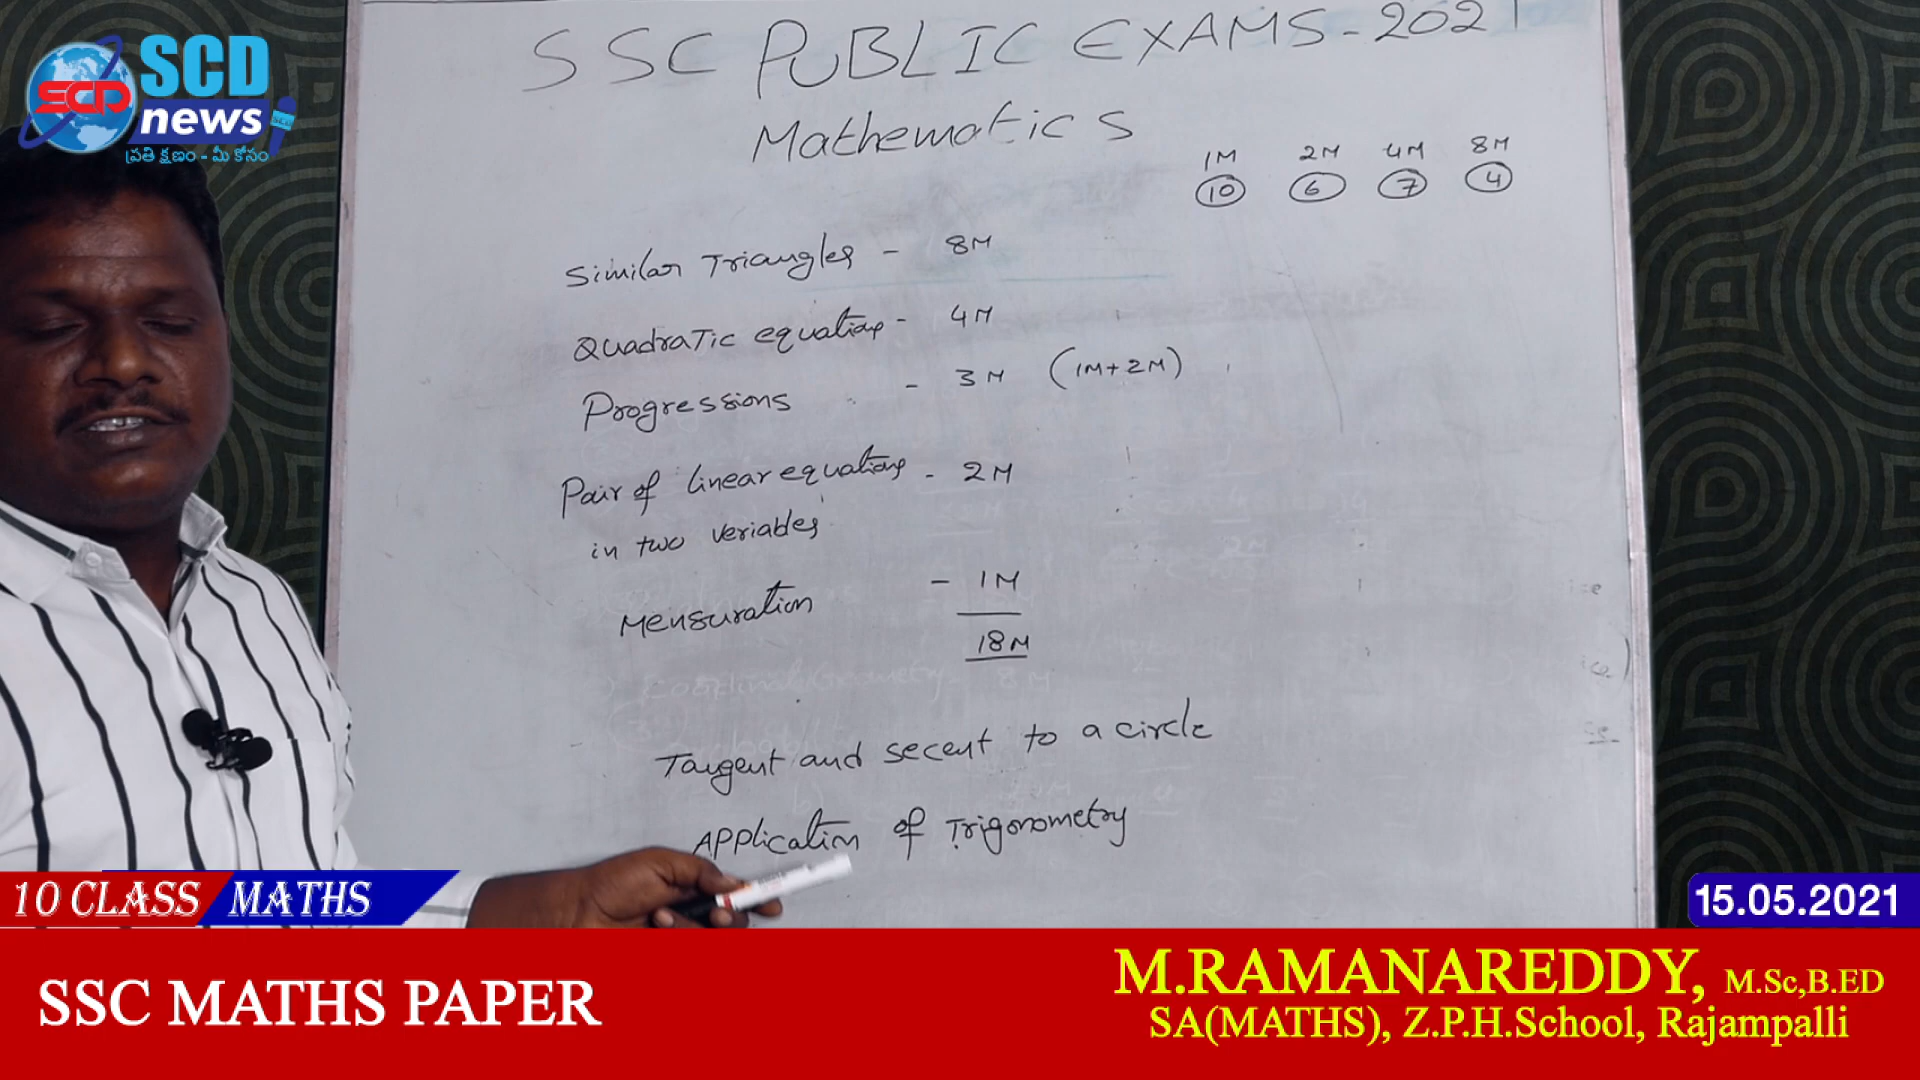 SCD
SCD
news
ప్రతి క్షణం - మీ కోసం
SSC PUBLIC EXAMS-2021
Mathematics
1M 2M 4M 8M
10 6 7 4
Similar Triangles - 8M
Quadratic equations - 4M
Progressions - 3M (1M+2M)
Pair of linear equations - 2M
in two veriables
Mensuration - 1M
18M
Tangent and secent to a circle
Application of Trigonometry
10 CLASS MATHS
15.05.2021
SSC MATHS PAPER
M.RAMANAREDDY, M.Sc,B.ED
SA(MATHS), Z.P.H.School, Rajampalli